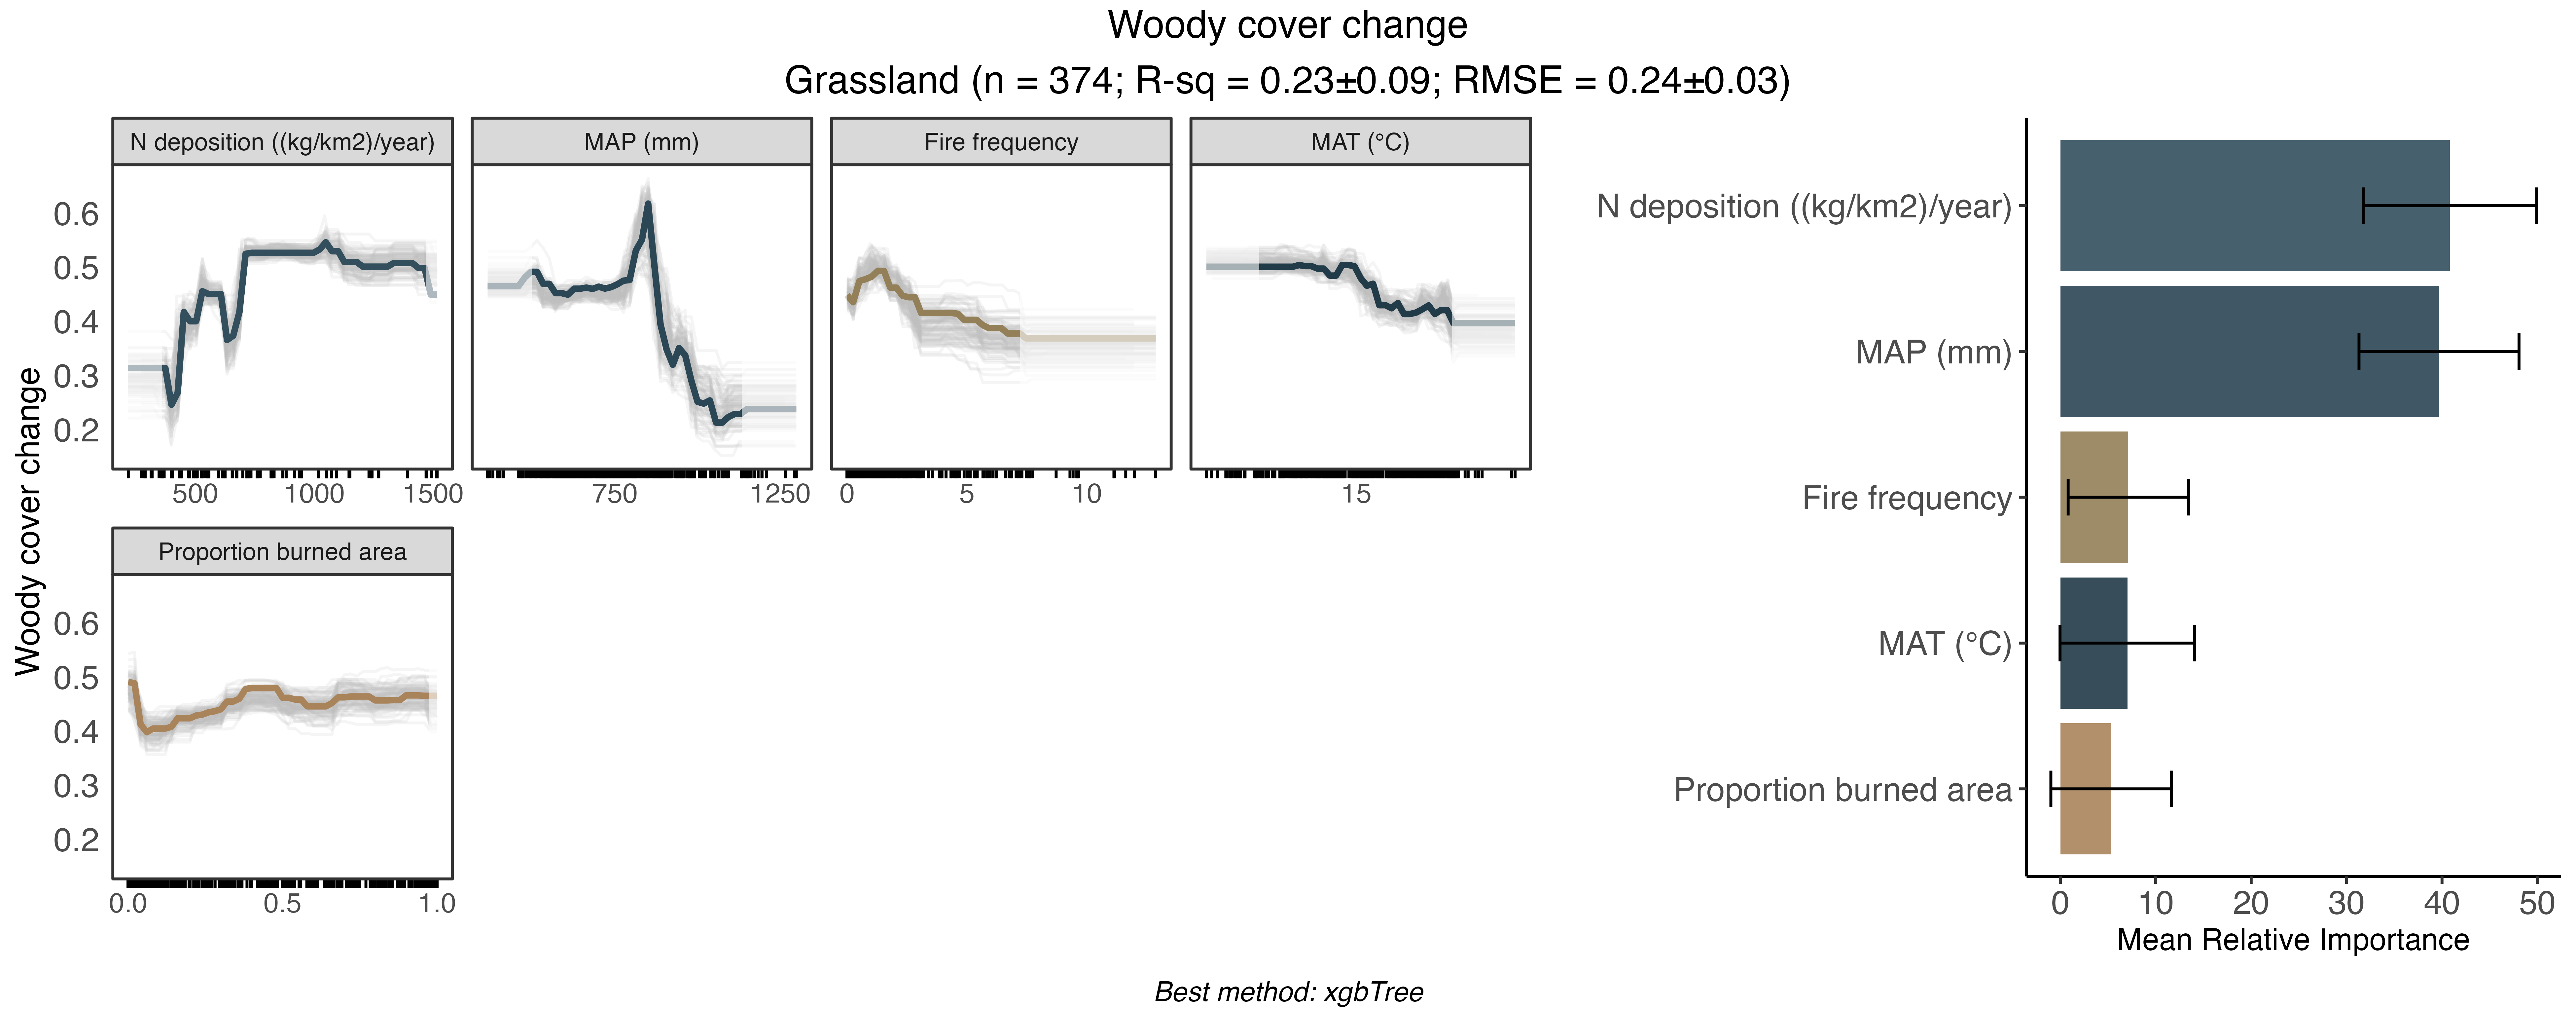 Woody cover change
Grassland (n = 374; R-sq = 0.23±0.09; RMSE = 0.24±0.03)
N deposition ((kg/km2)/year)
MAP (mm)
Fire frequency
MAT (°C)
Woody cover change
0.6
0.5
0.4
0.3
0.2
500 1000 1500
750 1250
0 5 10
15
Proportion burned area
0.6
0.5
0.4
0.3
0.2
0.0 0.5 1.0
N deposition ((kg/km2)/year)
MAP (mm)
Fire frequency
MAT (°C)
Proportion burned area
0 10 20 30 40 50
Mean Relative Importance
Best method: xgbTree